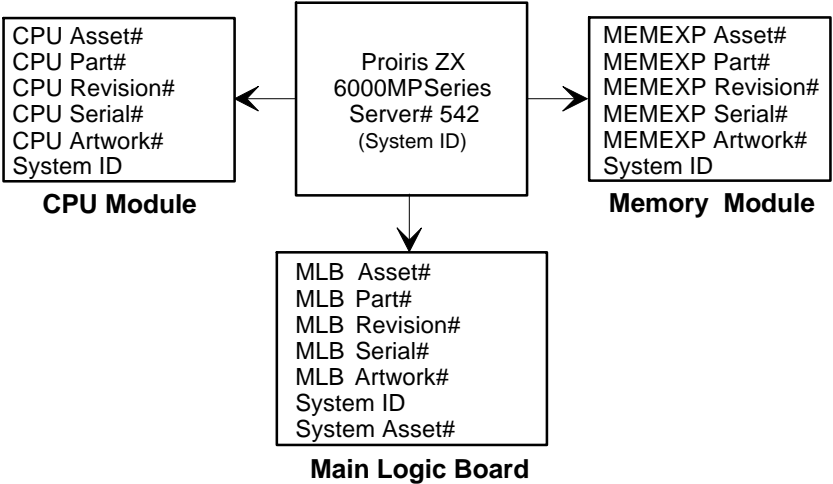 CPU Asset#
CPU Part#
CPU Revision#
CPU Serial#
CPU Artwork#
System ID
CPU Module
Proiris ZX
6000MPSeries
Server# 542
(System ID)
MEMEXP Asset#
MEMEXP Part#
MEMEXP Revision#
MEMEXP Serial#
MEMEXP Artwork#
System ID
Memory Module
MLB Asset#
MLB Part#
MLB Revision#
MLB Serial#
MLB Artwork#
System ID
System Asset#
Main Logic Board